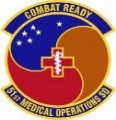 COMBAT READY
51ST MEDICAL OPERATIONS SQ